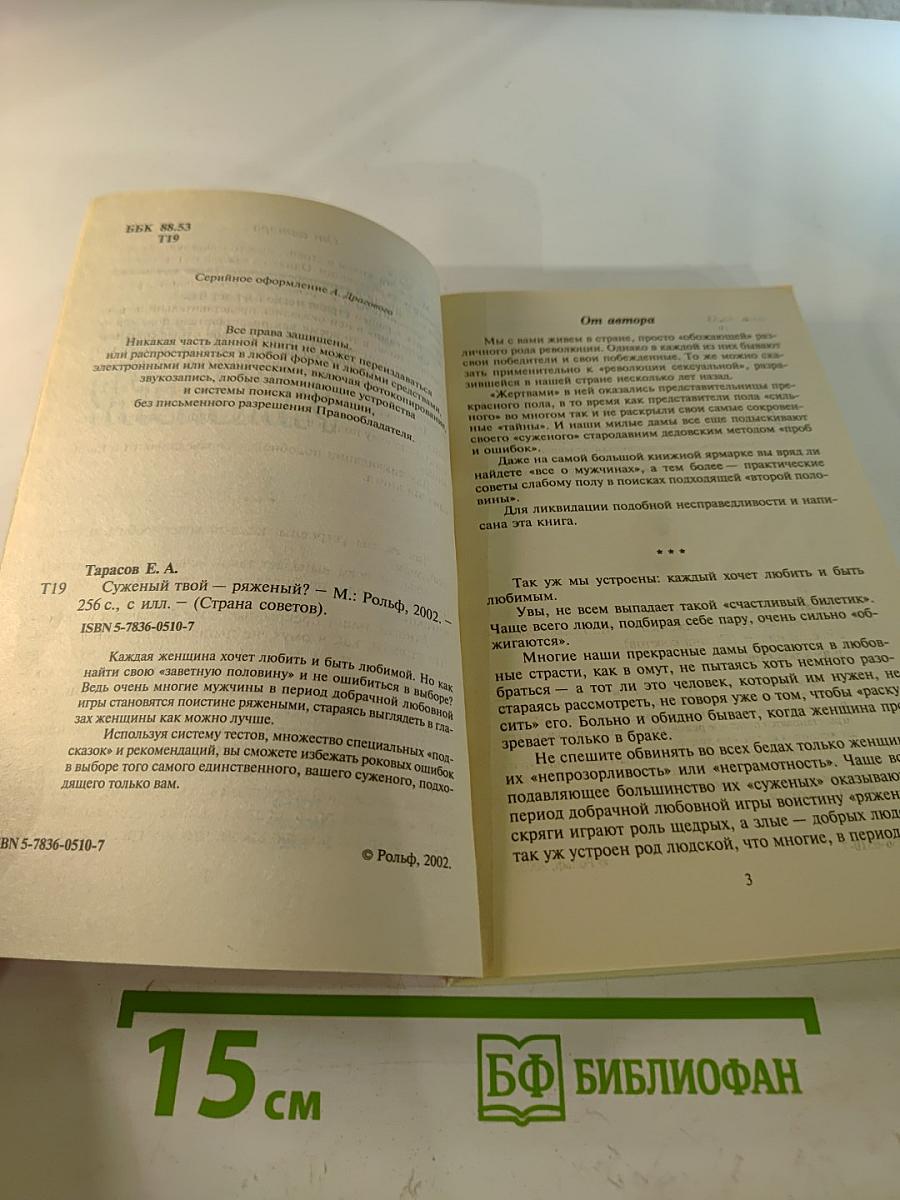 ББК 88.53
Т19
Серийное оформление А. Драгового
Все права защищены.
Никакая часть данной книги не может переиздаваться
или распространяться в любой форме и любыми средствами,
электронными или механическими, включая фотокопирование,
звукозапись, любые запоминающие устройства
и системы поиска информации,
без письменного разрешения Правообладателя.
Тарасов Е. А.
Т19 Суженый твой — ряженый? — М.: Рольф, 2002. —
256 с., с илл. — (Страна советов).
ISBN 5-7836-0510-7
Каждая женщина хочет любить и быть любимой. Но как
найти свою «заветную половину» и не ошибиться в выборе?
Ведь очень многие мужчины в период добрачной любовной
игры становятся поистине ряжеными, стараясь выглядеть в гла-
зах женщины как можно лучше.
Используя систему тестов, множество специальных «под-
сказок» и рекомендаций, вы сможете избежать роковых ошибок
в выборе того самого единственного, вашего суженого, подхо-
дящего только вам.
BN 5-7836-0510-7
© Рольф, 2002.
От автора
Мы с вами живем в стране, просто «обожающей» раз-
личного рода революции. Однако в каждой из них бывают
свои победители и свои побежденные. То же можно ска-
зать применительно к «революции сексуальной», разра-
зившейся в нашей стране несколько лет назад.
«Жертвами» в ней оказались представительницы пре-
красного пола, в то время как представители пола «силь-
ного» во многом так и не раскрыли свои самые сокровен-
ные «тайны». И наши милые дамы все еще подыскивают
своего «суженого» стародавним дедовским методом «проб
и ошибок».
Даже на самой большой книжной ярмарке вы вряд ли
найдете «все о мужчинах», а тем более — практические
советы слабому полу в поисках подходящей «второй поло-
вины».
Для ликвидации подобной несправедливости и напи-
сана эта книга.
* * *
Так уж мы устроены: каждый хочет любить и быть
любимым.
Увы, не всем выпадает такой «счастливый билетик».
Чаще всего люди, подбирая себе пару, очень сильно «об-
жигаются».
Многие наши прекрасные дамы бросаются в любов-
ные страсти, как в омут, не пытаясь хоть немного разо-
браться — а тот ли это человек, который им нужен, не
стараясь рассмотреть, не говоря уже о том, чтобы «раску
сить» его. Больно и обидно бывает, когда женщина про
зревает только в браке.
Не спешите обвинять во всех бедах только женщин
их «непрозорливость» или «неграмотность». Чаще вс
подавляющее большинство их «суженых» оказываю
период добрачной любовной игры воистину «ряжен
скряги играют роль щедрых, а злые — добрых люд
так уж устроен род людской, что многие, в период
3
15 см
БФ БИБЛИОФАН